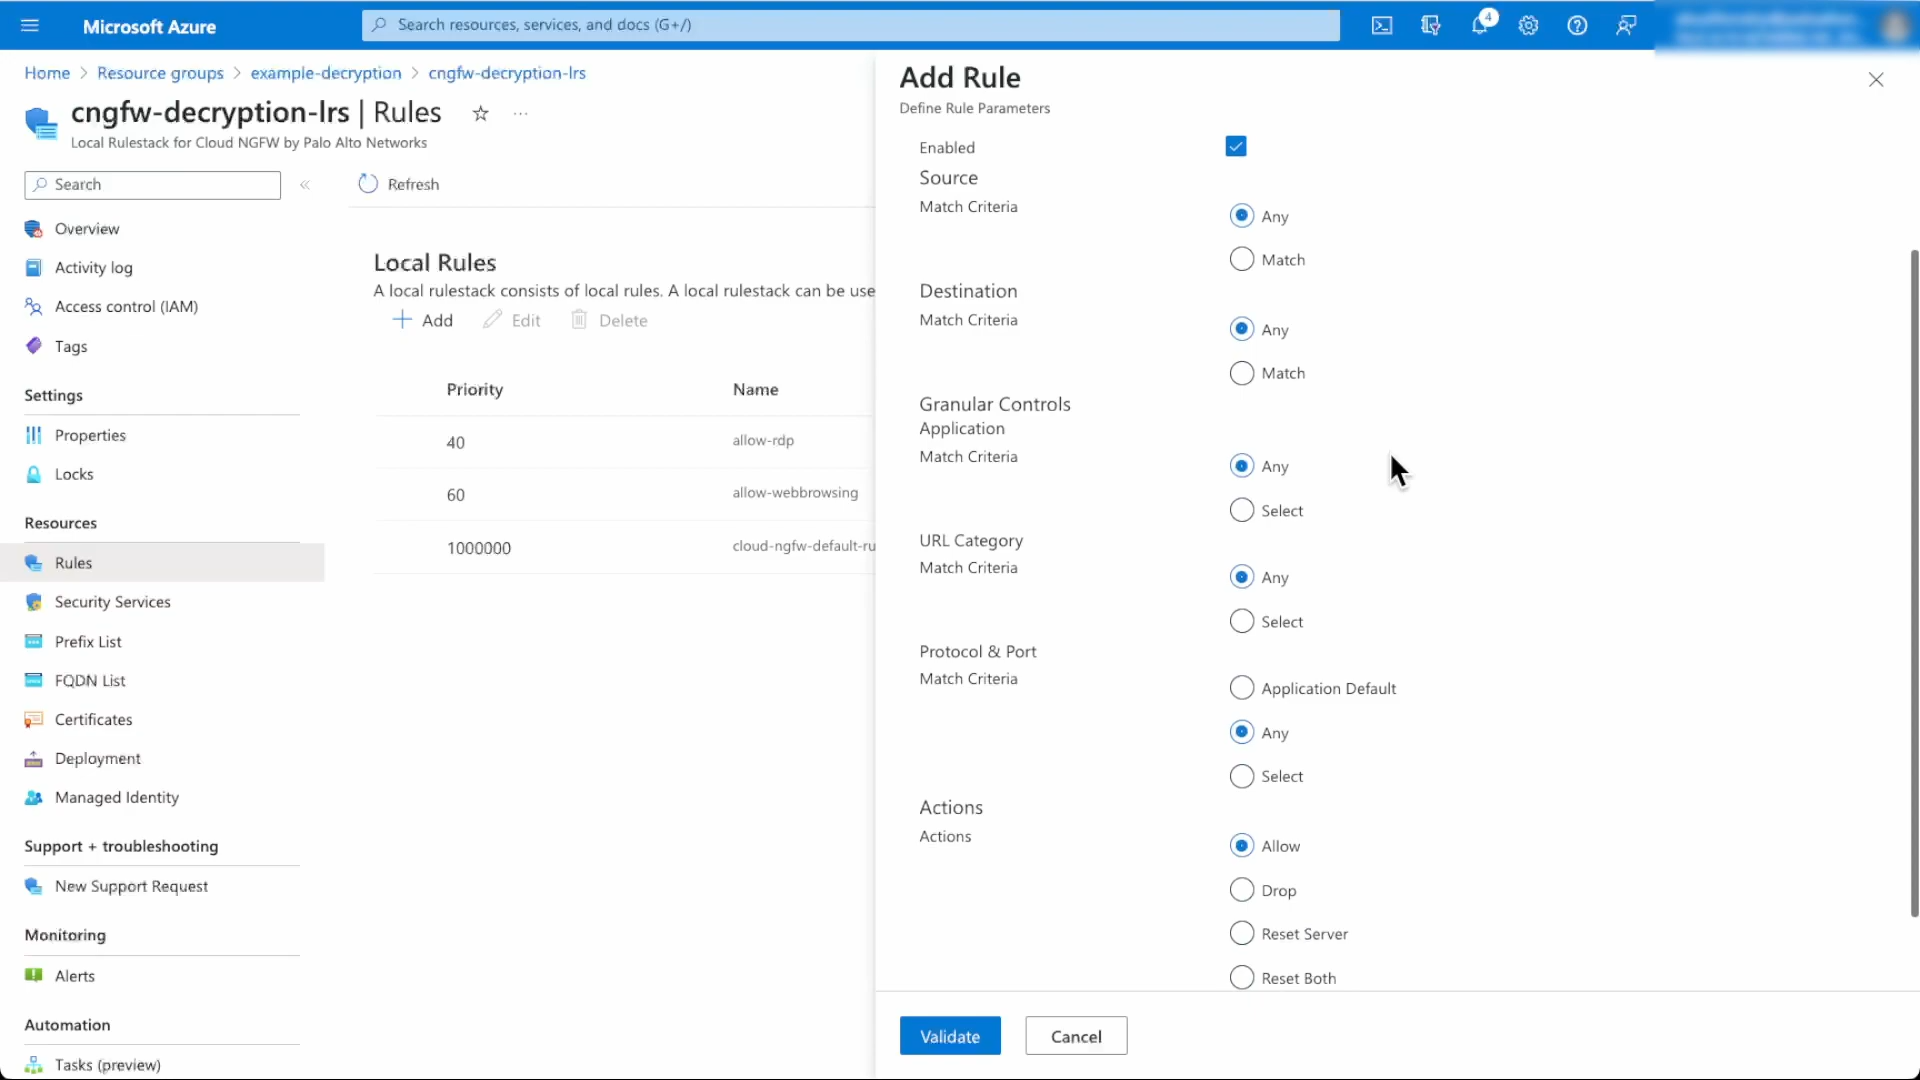 Microsoft Azure
Search resources, services, and docs (G+/)
4
Home > Resource groups > example-decryption > cngfw-decryption-lrs
cngfw-decryption-lrs | Rules
Local Rulestack for Cloud NGFW by Palo Alto Networks
Search
Overview
Activity log
Access control (IAM)
Tags
Settings
Properties
Locks
Resources
Rules
Security Services
Prefix List
FQDN List
Certificates
Deployment
Managed Identity
Support + troubleshooting
New Support Request
Monitoring
Alerts
Automation
Tasks (preview)
Refresh
Local Rules
A local rulestack consists of local rules. A local rulestack can be use
Add Edit Delete
Priority Name
40 allow-rdp
60 allow-webbrowsing
1000000 cloud-ngfw-default-ru
Add Rule
Define Rule Parameters
Enabled
Source
Match Criteria
Any
Match
Destination
Match Criteria
Any
Match
Granular Controls
Application
Match Criteria
Any
Select
URL Category
Match Criteria
Any
Select
Protocol & Port
Match Criteria
Application Default
Any
Select
Actions
Actions
Allow
Drop
Reset Server
Reset Both
Validate Cancel